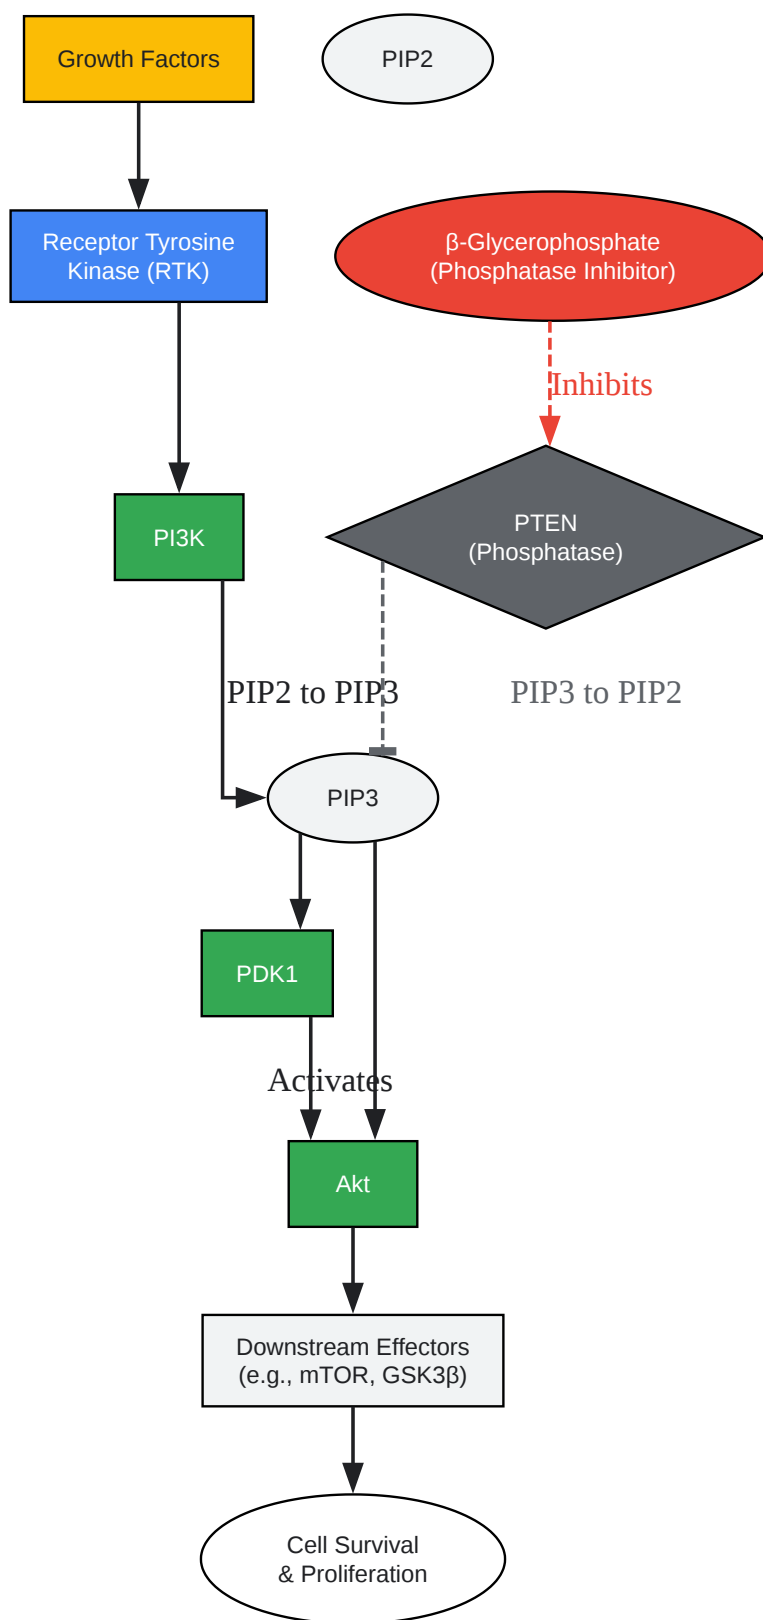 Growth Factors
PIP2
Receptor Tyrosine
Kinase (RTK)
β-Glycerophosphate
(Phosphatase Inhibitor)
Inhibits
PI3K
PTEN
(Phosphatase)
PIP2 to PIP3
PIP3 to PIP2
PIP3
PDK1
Activates
Akt
Downstream Effectors
(e.g., mTOR, GSK3β)
Cell Survival
& Proliferation